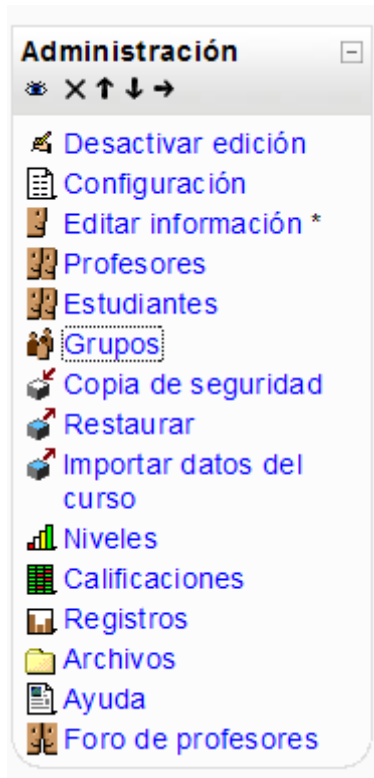 Administración
Desactivar edición
Configuración
Editar información *
Profesores
Estudiantes
Grupos
Copia de seguridad
Restaurar
Importar datos del
curso
Niveles
Calificaciones
Registros
Archivos
Ayuda
Foro de profesores